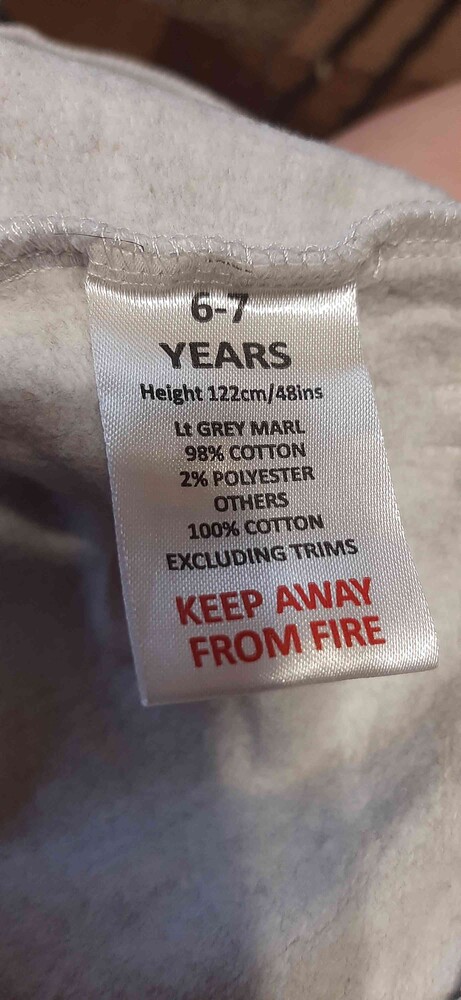 6-7
YEARS
Height 122cm/48ins
Lt GREY MARL
98% COTTON
2% POLYESTER
OTHERS
100% COTTON
EXCLUDING TRIMS
KEEP AWAY
FROM FIRE